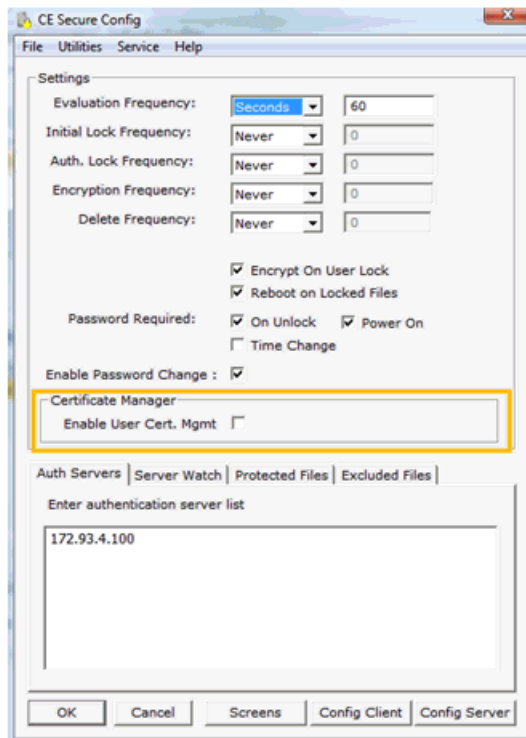 CE Secure Config
File Utilities Service Help
Settings
Evaluation Frequency: Seconds 60
Initial Lock Frequency: Never 0
Auth. Lock Frequency: Never 0
Encryption Frequency: Never 0
Delete Frequency: Never 0
Encrypt On User Lock
Reboot on Locked Files
Password Required: On Unlock Power On
Time Change
Enable Password Change :
Certificate Manager
Enable User Cert. Mgmt
Auth Servers Server Watch Protected Files Excluded Files
Enter authentication server list
172.93.4.100
OK Cancel Screens Config Client Config Server